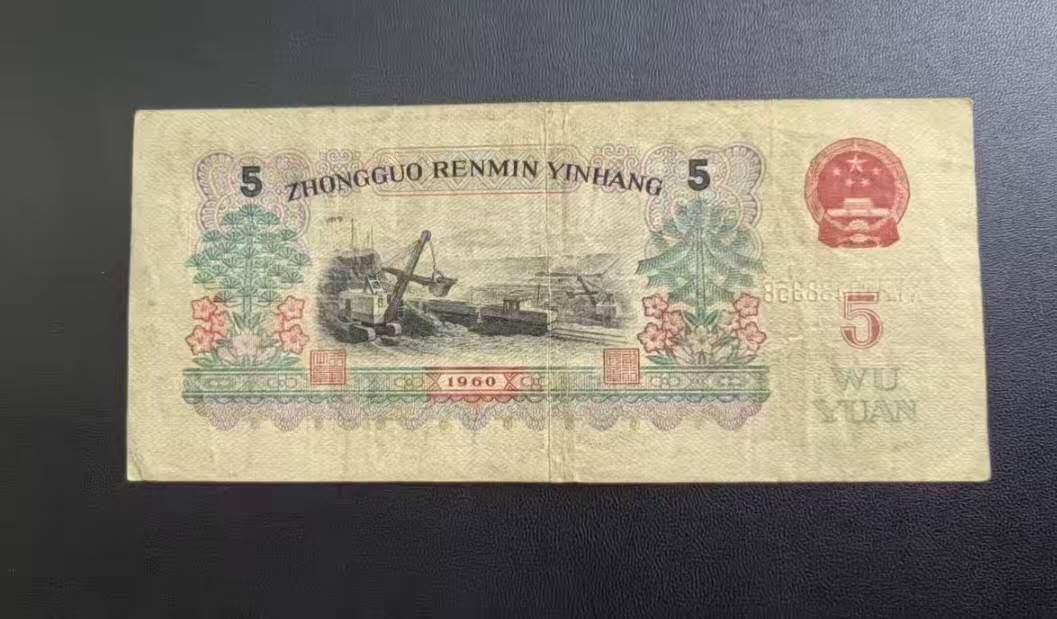 5 ZHONGGUO RENMIN YINHANG 5
5
1960
WU
YUAN